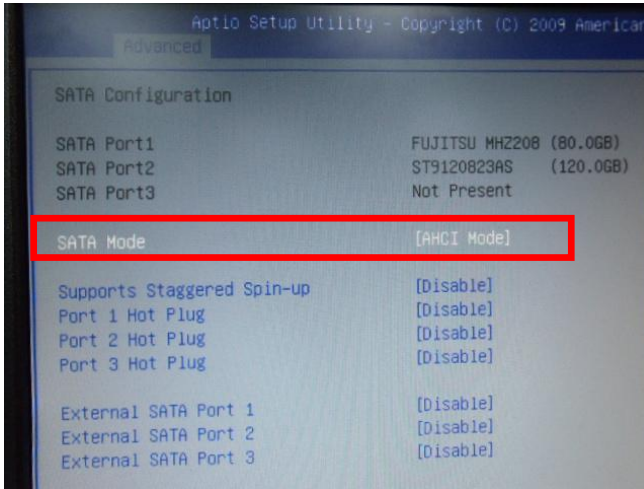 Aptio Setup Utility - Copyright (C) 2009 American
Advanced
SATA Configuration
SATA Port1 FUJITSU MHZ208 (80.0GB)
SATA Port2 ST9120823AS (120.0GB)
SATA Port3 Not Present
SATA Mode [AHCI Mode]
Supports Staggered Spin-up [Disable]
Port 1 Hot Plug [Disable]
Port 2 Hot Plug [Disable]
Port 3 Hot Plug [Disable]
External SATA Port 1 [Disable]
External SATA Port 2 [Disable]
External SATA Port 3 [Disable]